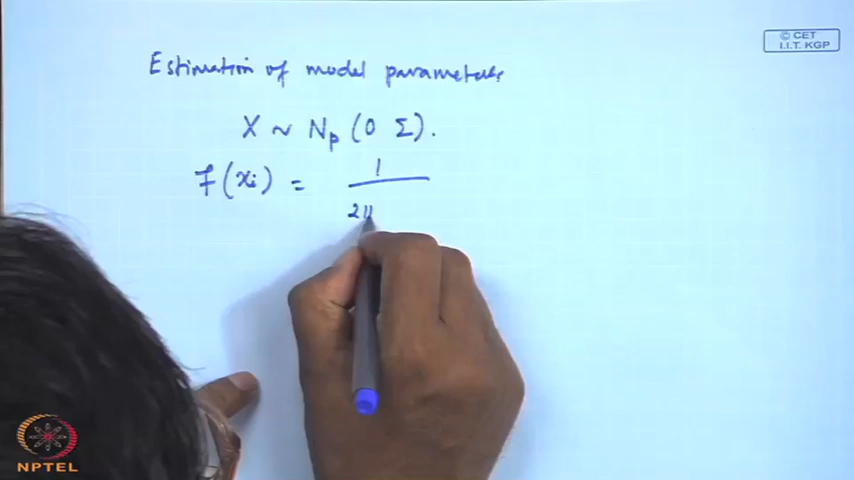 © CET
I.I.T. KGP
Estimation of model parameters
X ~ Np (0 Σ).
f(xi) = 1
2π
NPTEL